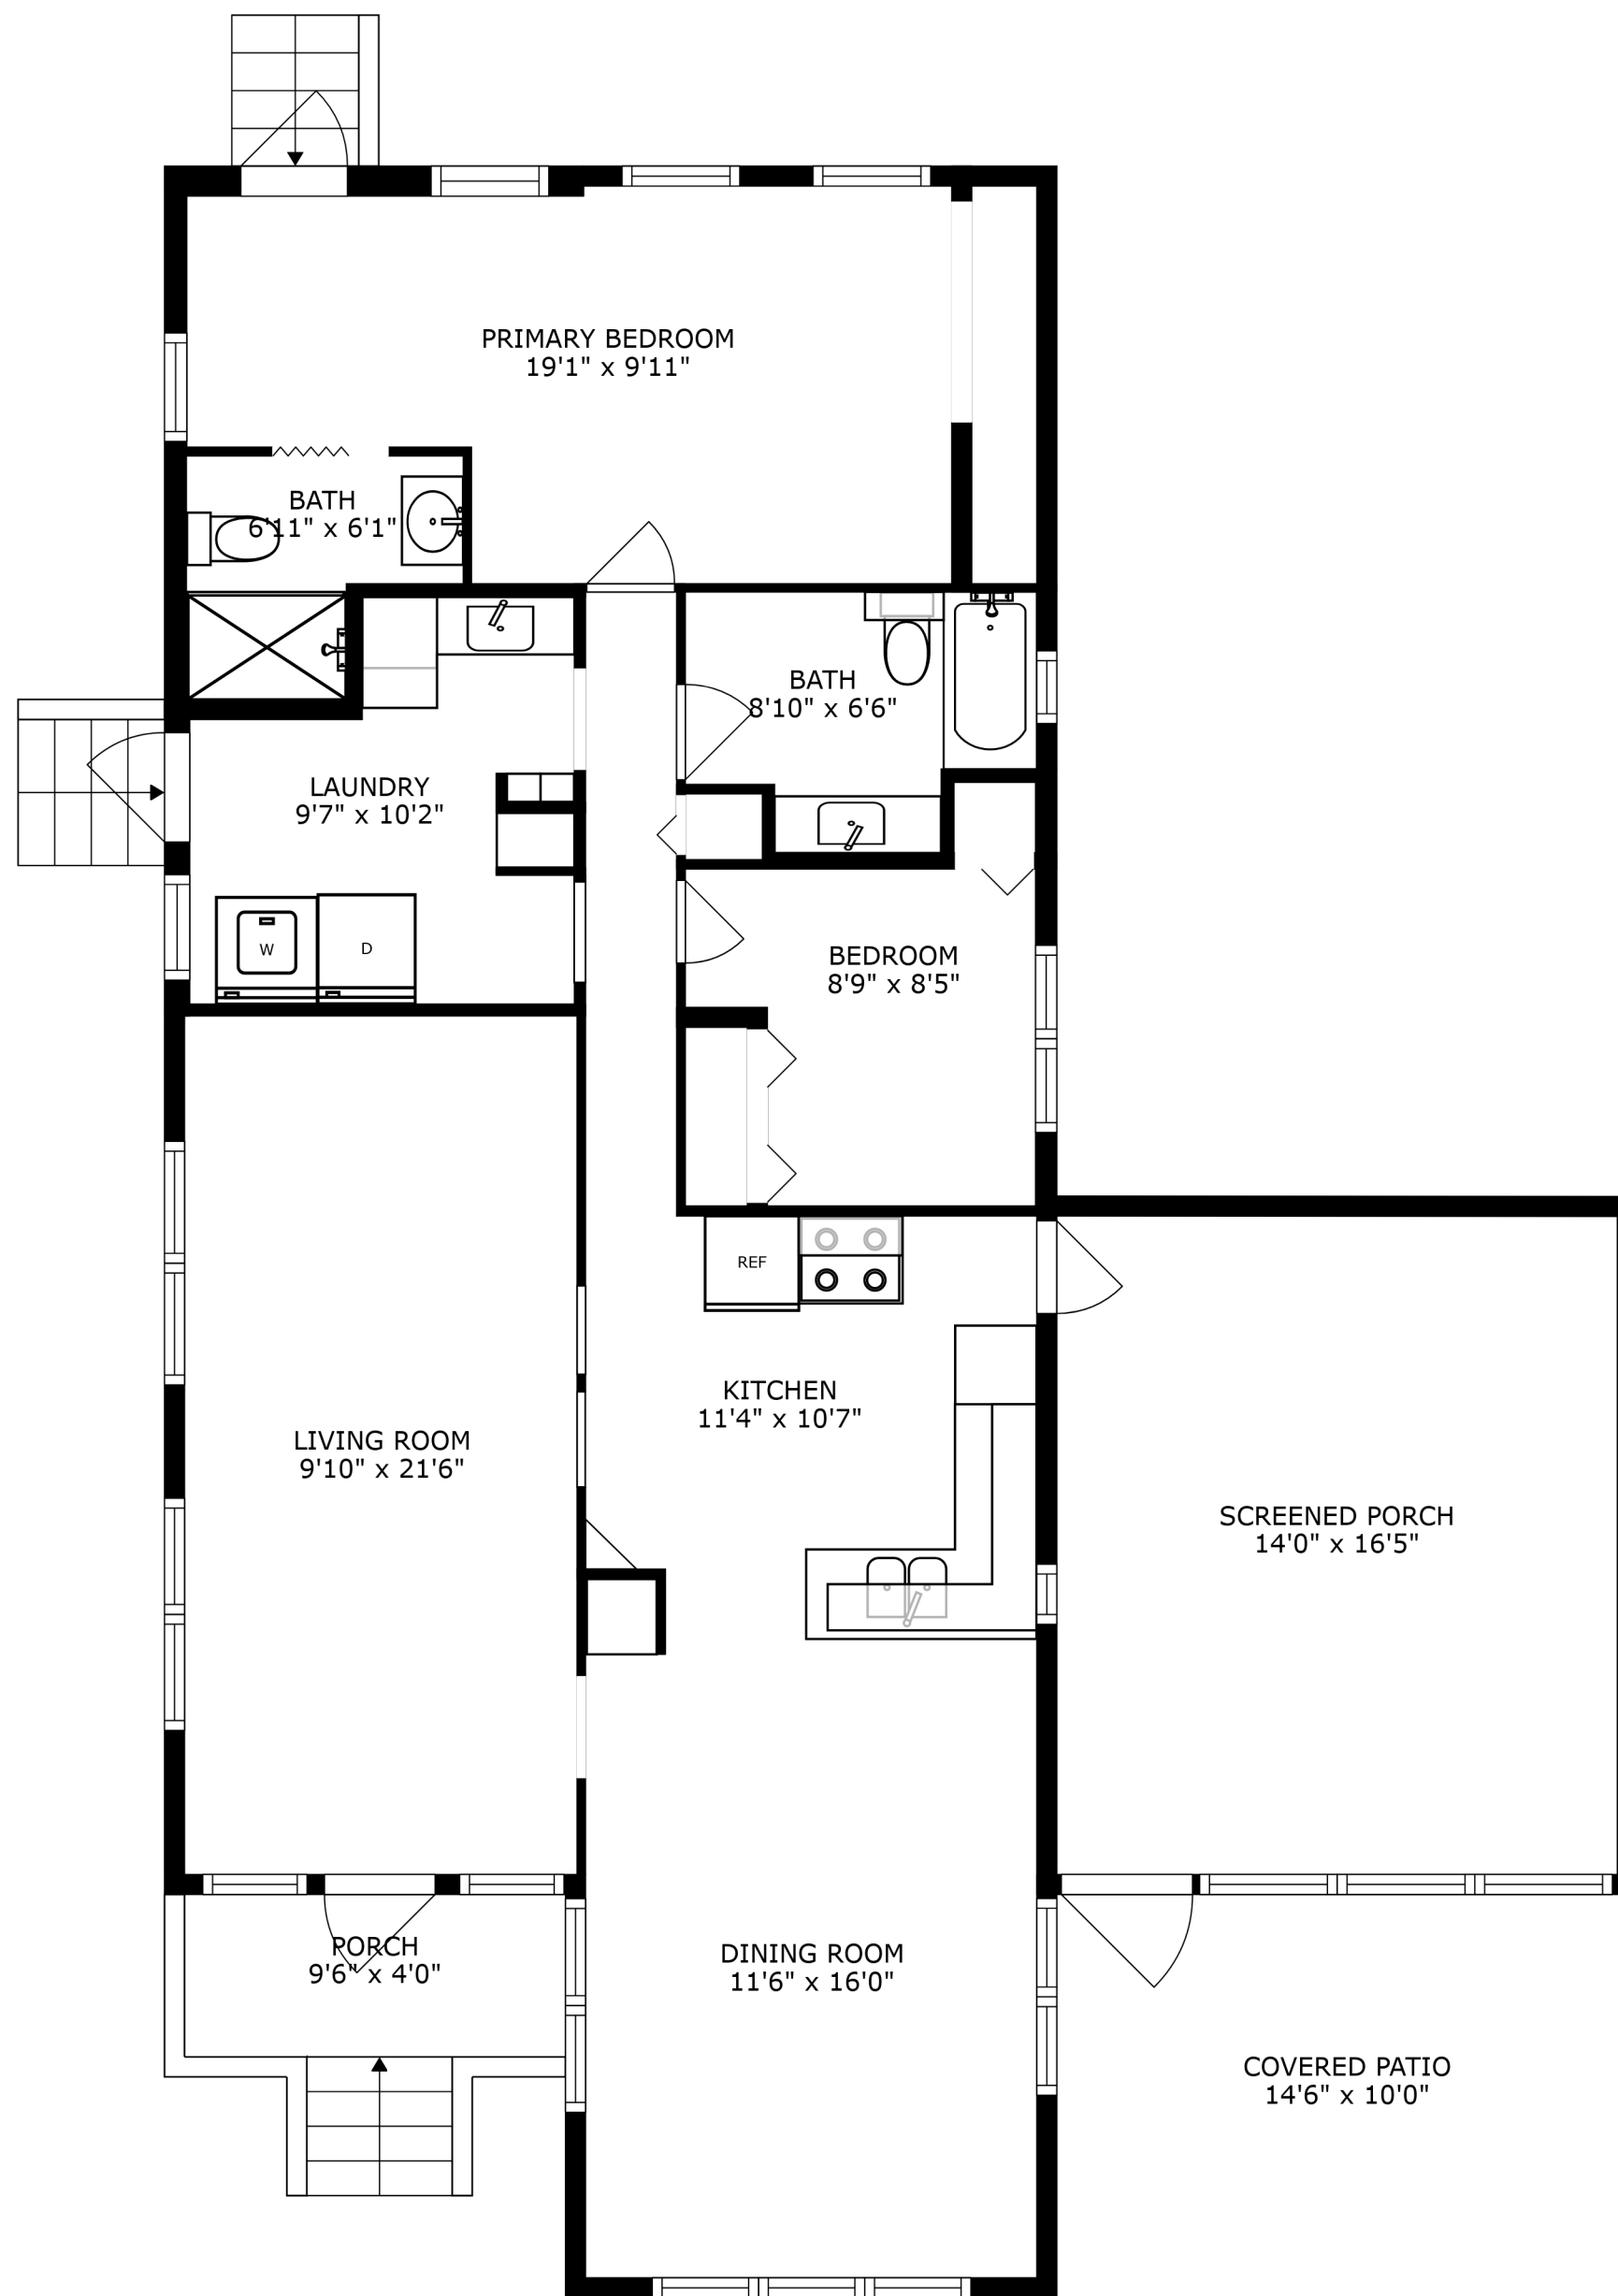 PRIMARY BEDROOM
19'1" x 9'11"
BATH
6'11" x 6'1"
BATH
8'10" x 6'6"
LAUNDRY
9'7" x 10'2"
W
D
BEDROOM
8'9" x 8'5"
REF
KITCHEN
11'4" x 10'7"
LIVING ROOM
9'10" x 21'6"
SCREENED PORCH
14'0" x 16'5"
PORCH
9'6" x 4'0"
DINING ROOM
11'6" x 16'0"
COVERED PATIO
14'6" x 10'0"